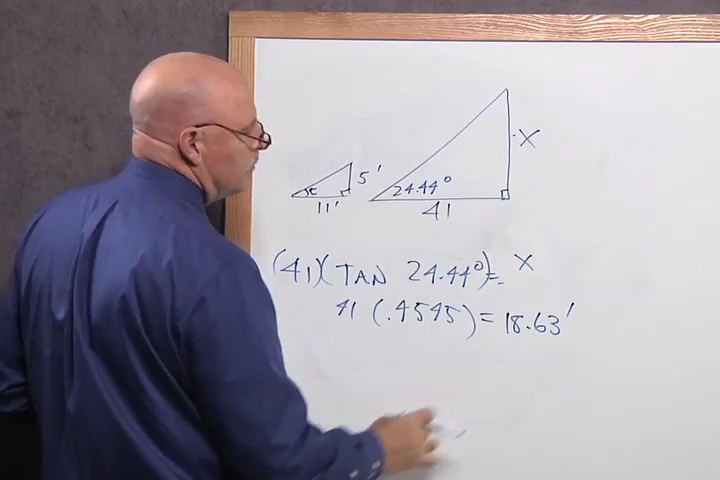 X
5'
24.44°
11'
41
(41)(TAN 24.44°)= X
41 (.4545)= 18.63'